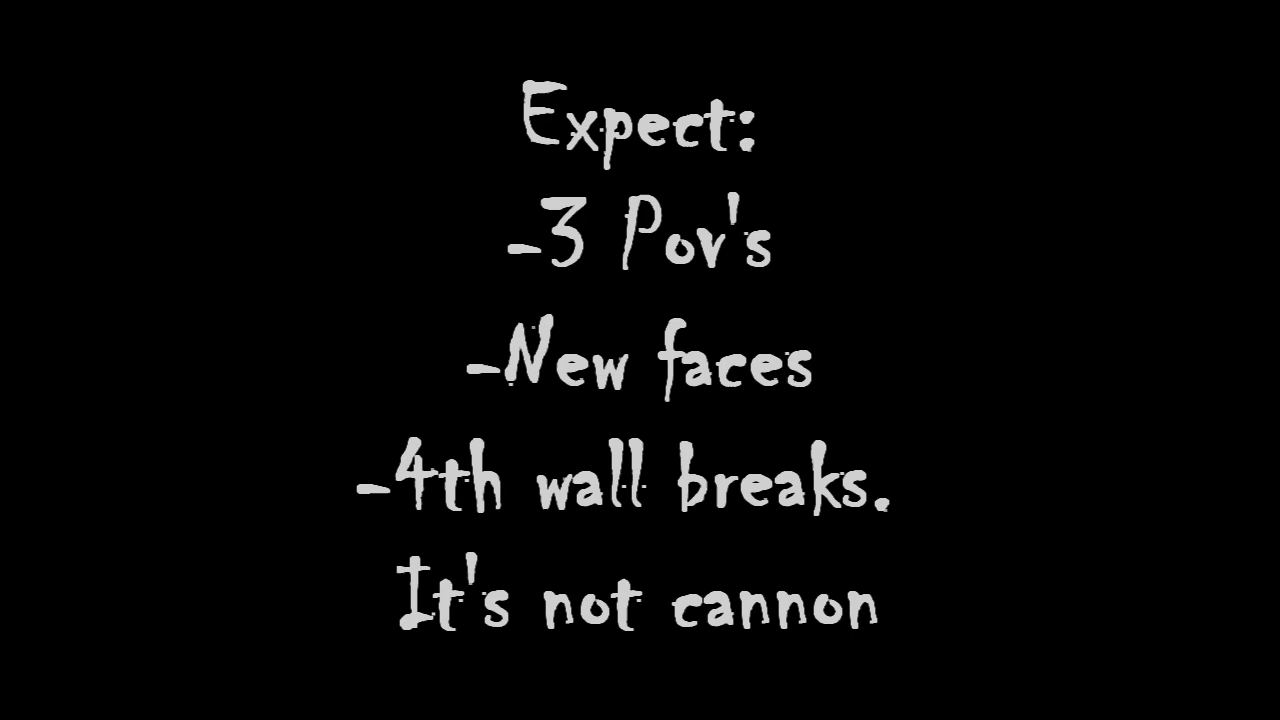 Expect:
-3 Pov's
-New faces
-4th wall breaks.
It's not cannon